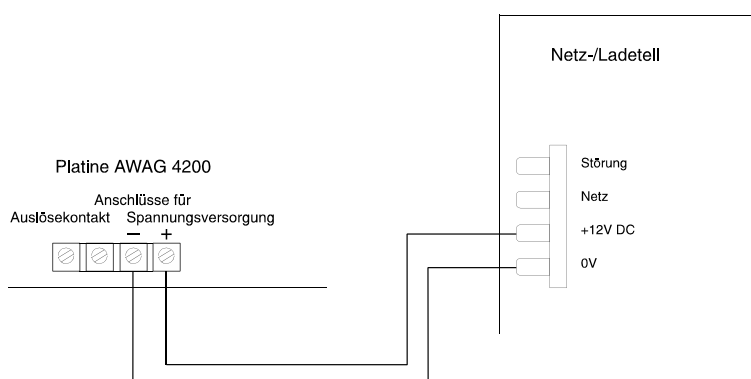 Netz-/Ladetell
Platine AWAG 4200
Anschlüsse für
Auslösekontakt Spannungsversorgung
− +
Störung
Netz
+12V DC
0V